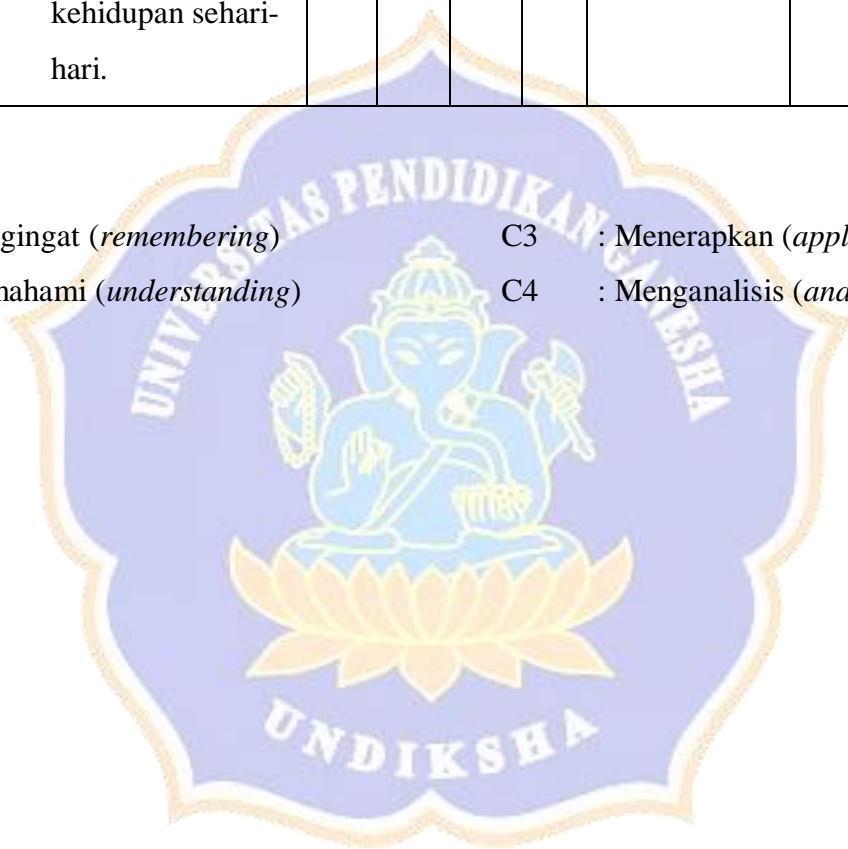 kehidupan sehari-
hari.
gingat (remembering) C3 : Menerapkan (appl
nahami (understanding) C4 : Menganalisis (ana
UNIVERSITAS PENDIDIKAN GANESHA
UNDIKSHA